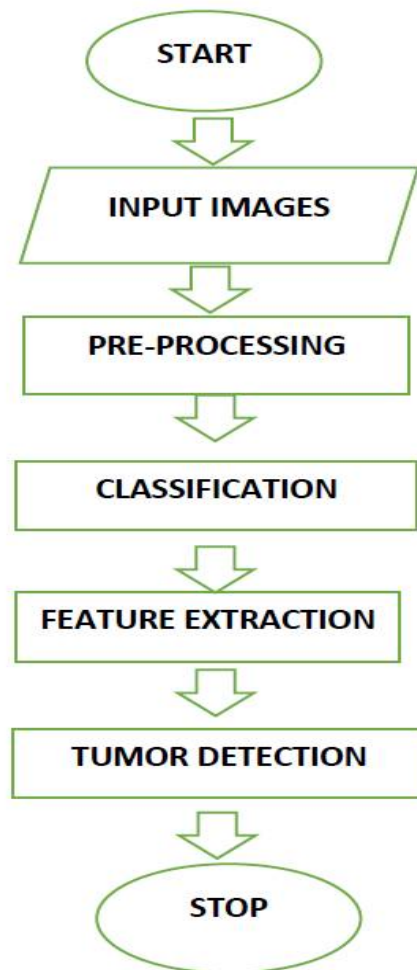 START
INPUT IMAGES
PRE-PROCESSING
CLASSIFICATION
FEATURE EXTRACTION
TUMOR DETECTION
STOP